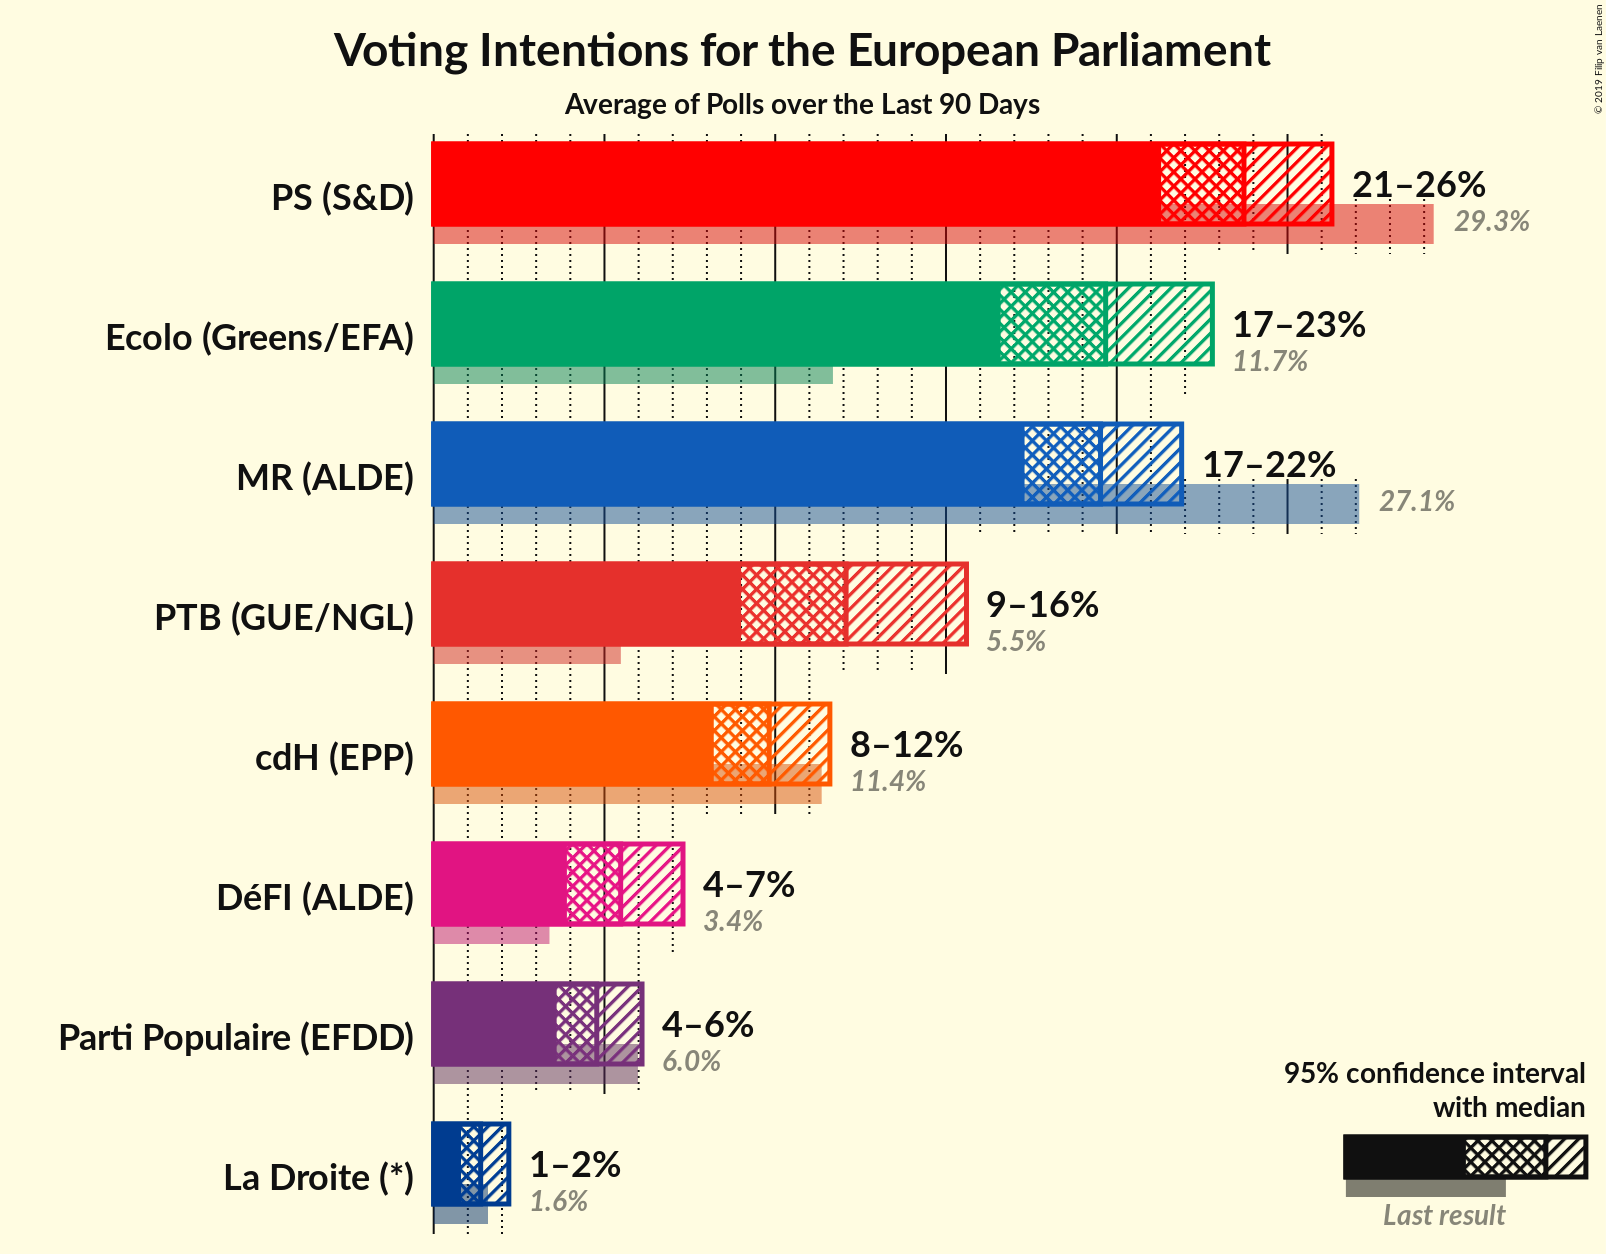 Voting Intentions for the European Parliament
Average of Polls over the Last 90 Days
© 2019 Filip van Laenen
PS (S&D)
21–26%
29.3%
Ecolo (Greens/EFA)
17–23%
11.7%
MR (ALDE)
17–22%
27.1%
PTB (GUE/NGL)
9–16%
5.5%
cdH (EPP)
8–12%
11.4%
DéFI (ALDE)
4–7%
3.4%
Parti Populaire (EFDD)
4–6%
6.0%
La Droite (*)
1–2%
1.6%
95% confidence interval
with median
Last result